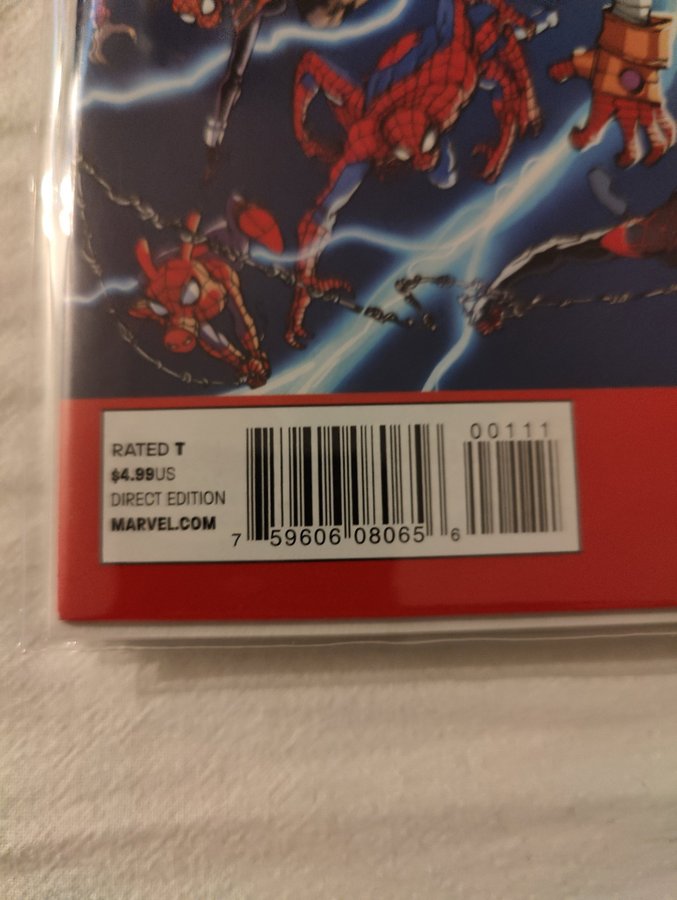 RATED T
$4.99US
DIRECT EDITION
MARVEL.COM
7 59606 08065 6
00111